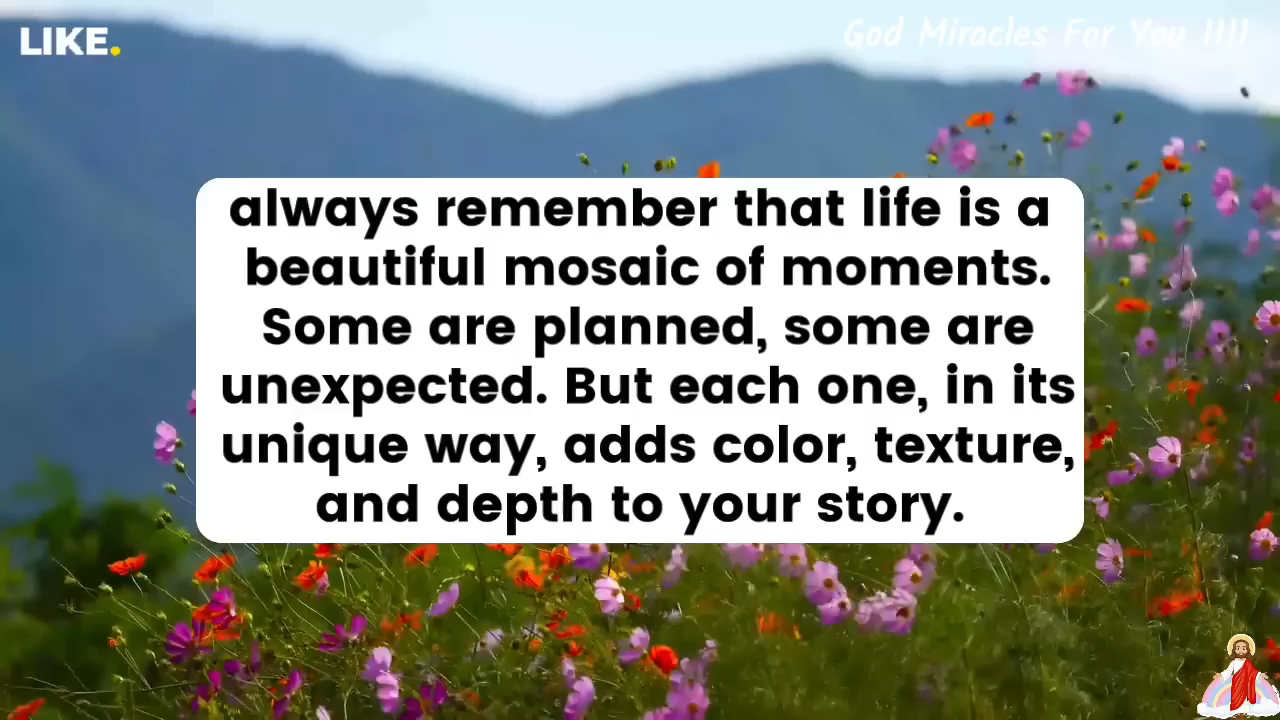 LIKE.
God Miracles For You !!!!
always remember that life is a
beautiful mosaic of moments.
Some are planned, some are
unexpected. But each one, in its
unique way, adds color, texture,
and depth to your story.